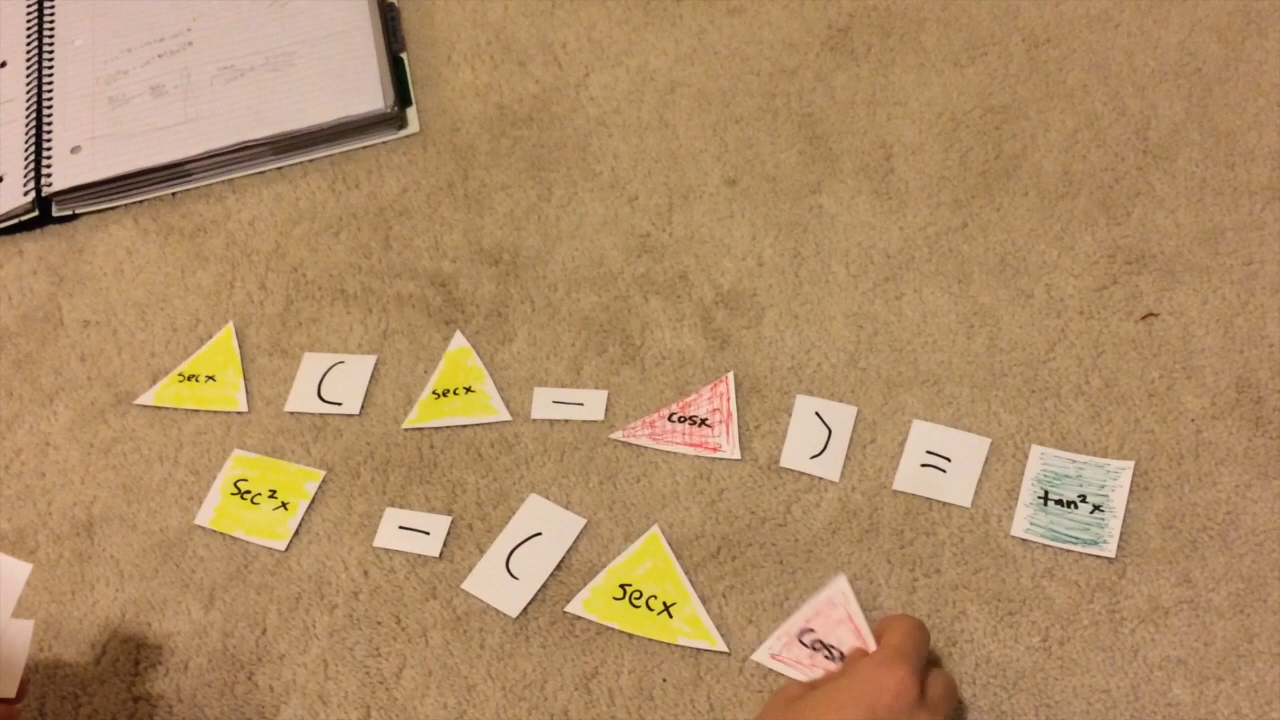 secx ( secx − cosx ) = tan²x
sec²x − ( secx cosx